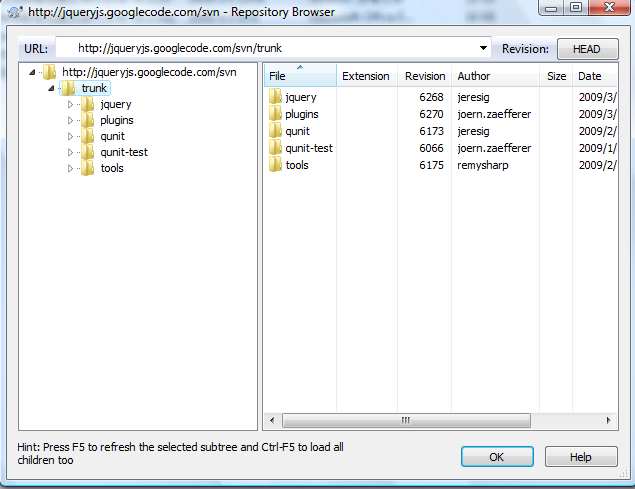 http://jqueryjs.googlecode.com/svn - Repository Browser
URL: http://jqueryjs.googlecode.com/svn/trunk Revision: HEAD
http://jqueryjs.googlecode.com/svn
trunk
jquery
plugins
qunit
qunit-test
tools
File Extension Revision Author Size Date
jquery 6268 jeresig 2009/3/
plugins 6270 joern.zaefferer 2009/3/
qunit 6173 jeresig 2009/2/
qunit-test 6066 joern.zaefferer 2009/1/
tools 6175 remysharp 2009/2/
Hint: Press F5 to refresh the selected subtree and Ctrl-F5 to load all
children too
OK Help